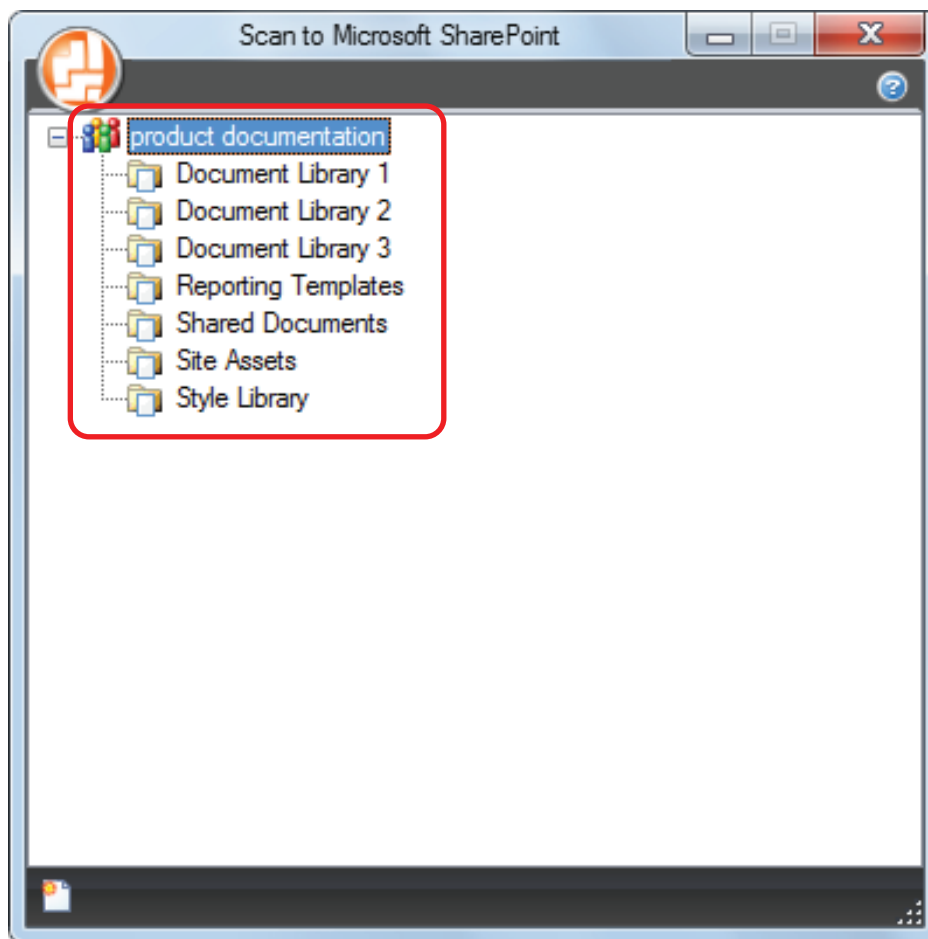 Scan to Microsoft SharePoint
product documentation
Document Library 1
Document Library 2
Document Library 3
Reporting Templates
Shared Documents
Site Assets
Style Library